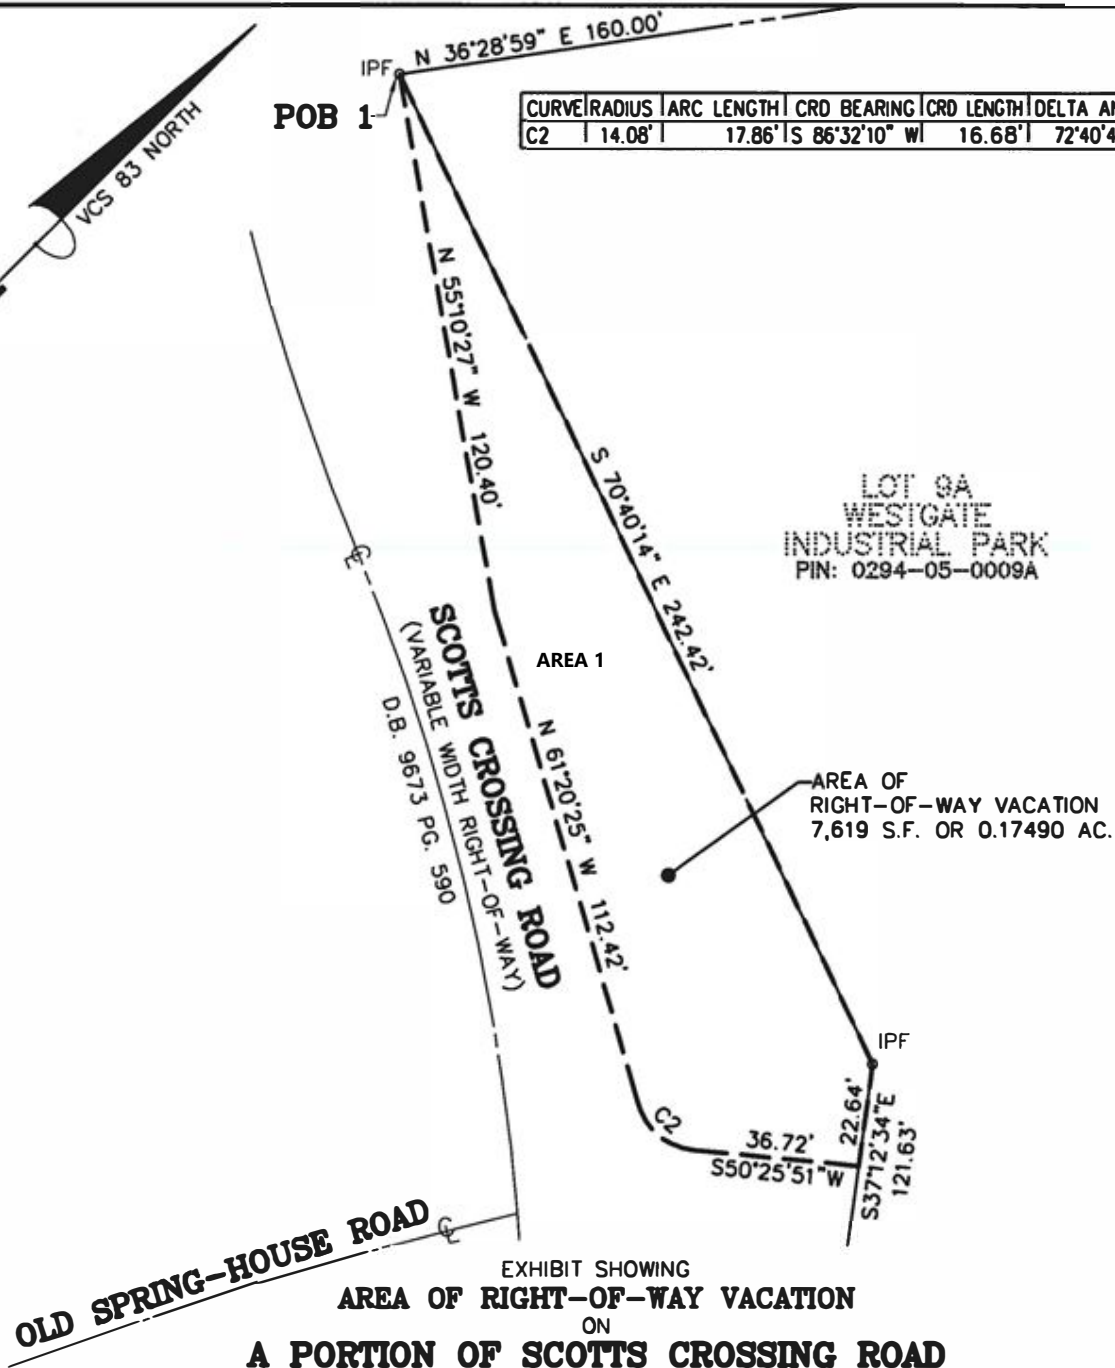 N 36°28'59" E 160.00'
IPF
POB 1
VCS 83 NORTH
CURVE RADIUS ARC LENGTH CRD BEARING CRD LENGTH DELTA
C2 14.08' 17.86' S 86°32'10" W 16.68'
N 55°10'27" W 120.40'
S 70°40'14" E 242.42'
LOT 9A
WESTGATE
INDUSTRIAL PARK
PIN: 0294-05-0009A
SCOTTS CROSSING ROAD
(VARIABLE WIDTH RIGHT-OF-WAY)
D.B. 9673 PG. 590
AREA 1
N 61°20'25" W 112.42'
AREA OF
RIGHT-OF-WAY VACATION
7,619 S.F. OR 0.17490 AC.
IPF
22.64'
S37°12'34"E
121.63'
C2
36.72'
S50°25'51"W
OLD SPRING-HOUSE ROAD
EXHIBIT SHOWING
AREA OF RIGHT-OF-WAY VACATION
ON
A PORTION OF SCOTTS CROSSING ROAD